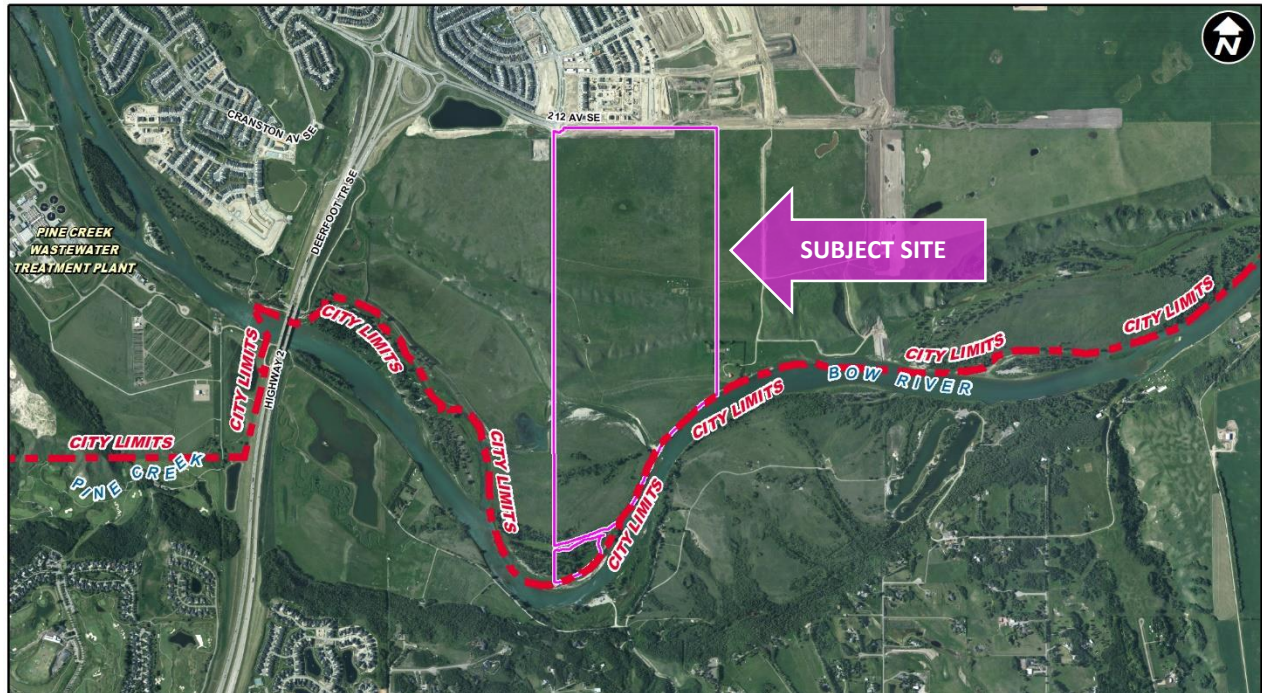 N
212 AV SE
CRANSTON AV SE
DEERFOOT TR SE
PINE CREEK
WASTEWATER
TREATMENT PLANT
SUBJECT SITE
CITY LIMITS
CITY LIMITS
CITY LIMITS
CITY LIMITS
HIGHWAY 2
CITY LIMITS
BOW RIVER
CITY LIMITS
CITY LIMITS
CITY LIMITS
PINE CREEK
CITY LIMITS